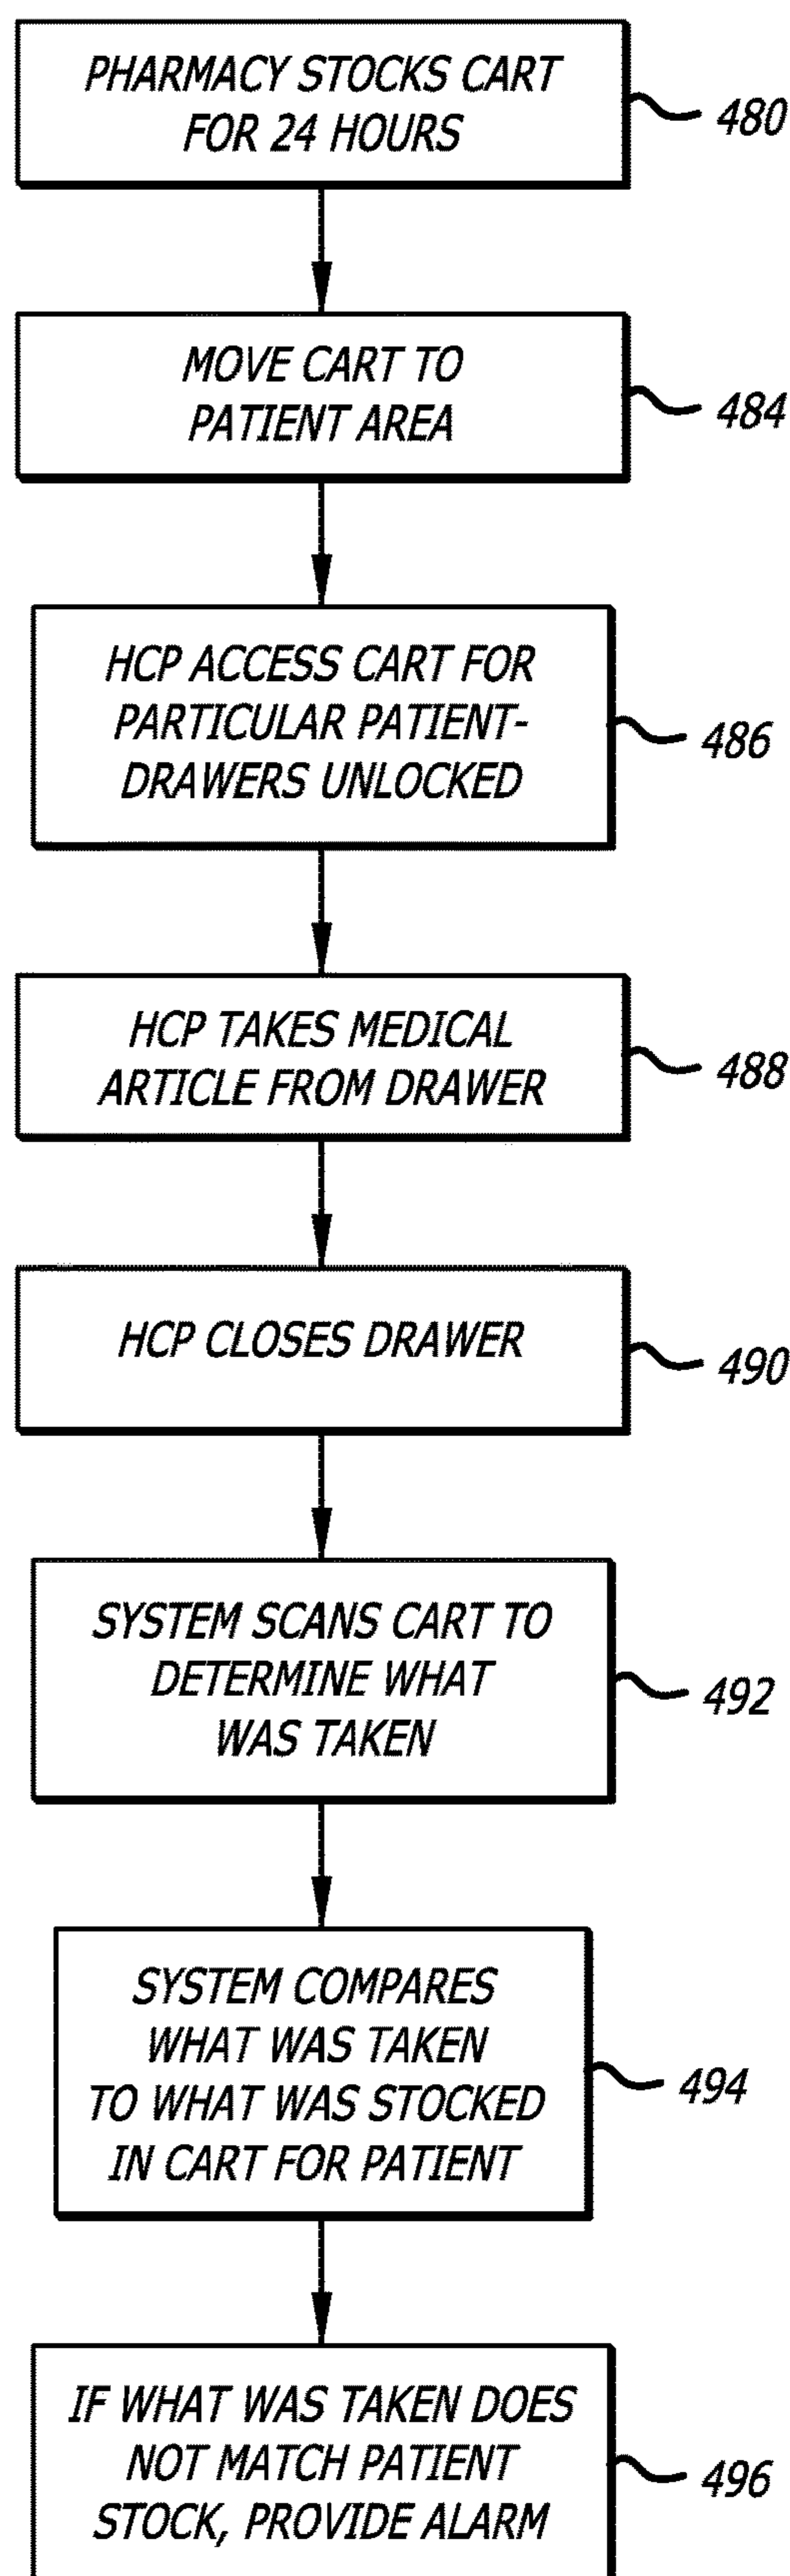 PHARMACY STOCKS CART
FOR 24 HOURS
480
MOVE CART TO
PATIENT AREA
484
HCP ACCESS CART FOR
PARTICULAR PATIENT-
DRAWERS UNLOCKED
486
HCP TAKES MEDICAL
ARTICLE FROM DRAWER
488
HCP CLOSES DRAWER
490
SYSTEM SCANS CART TO
DETERMINE WHAT
WAS TAKEN
492
SYSTEM COMPARES
WHAT WAS TAKEN
TO WHAT WAS STOCKED
IN CART FOR PATIENT
494
IF WHAT WAS TAKEN DOES
NOT MATCH PATIENT
STOCK, PROVIDE ALARM
496